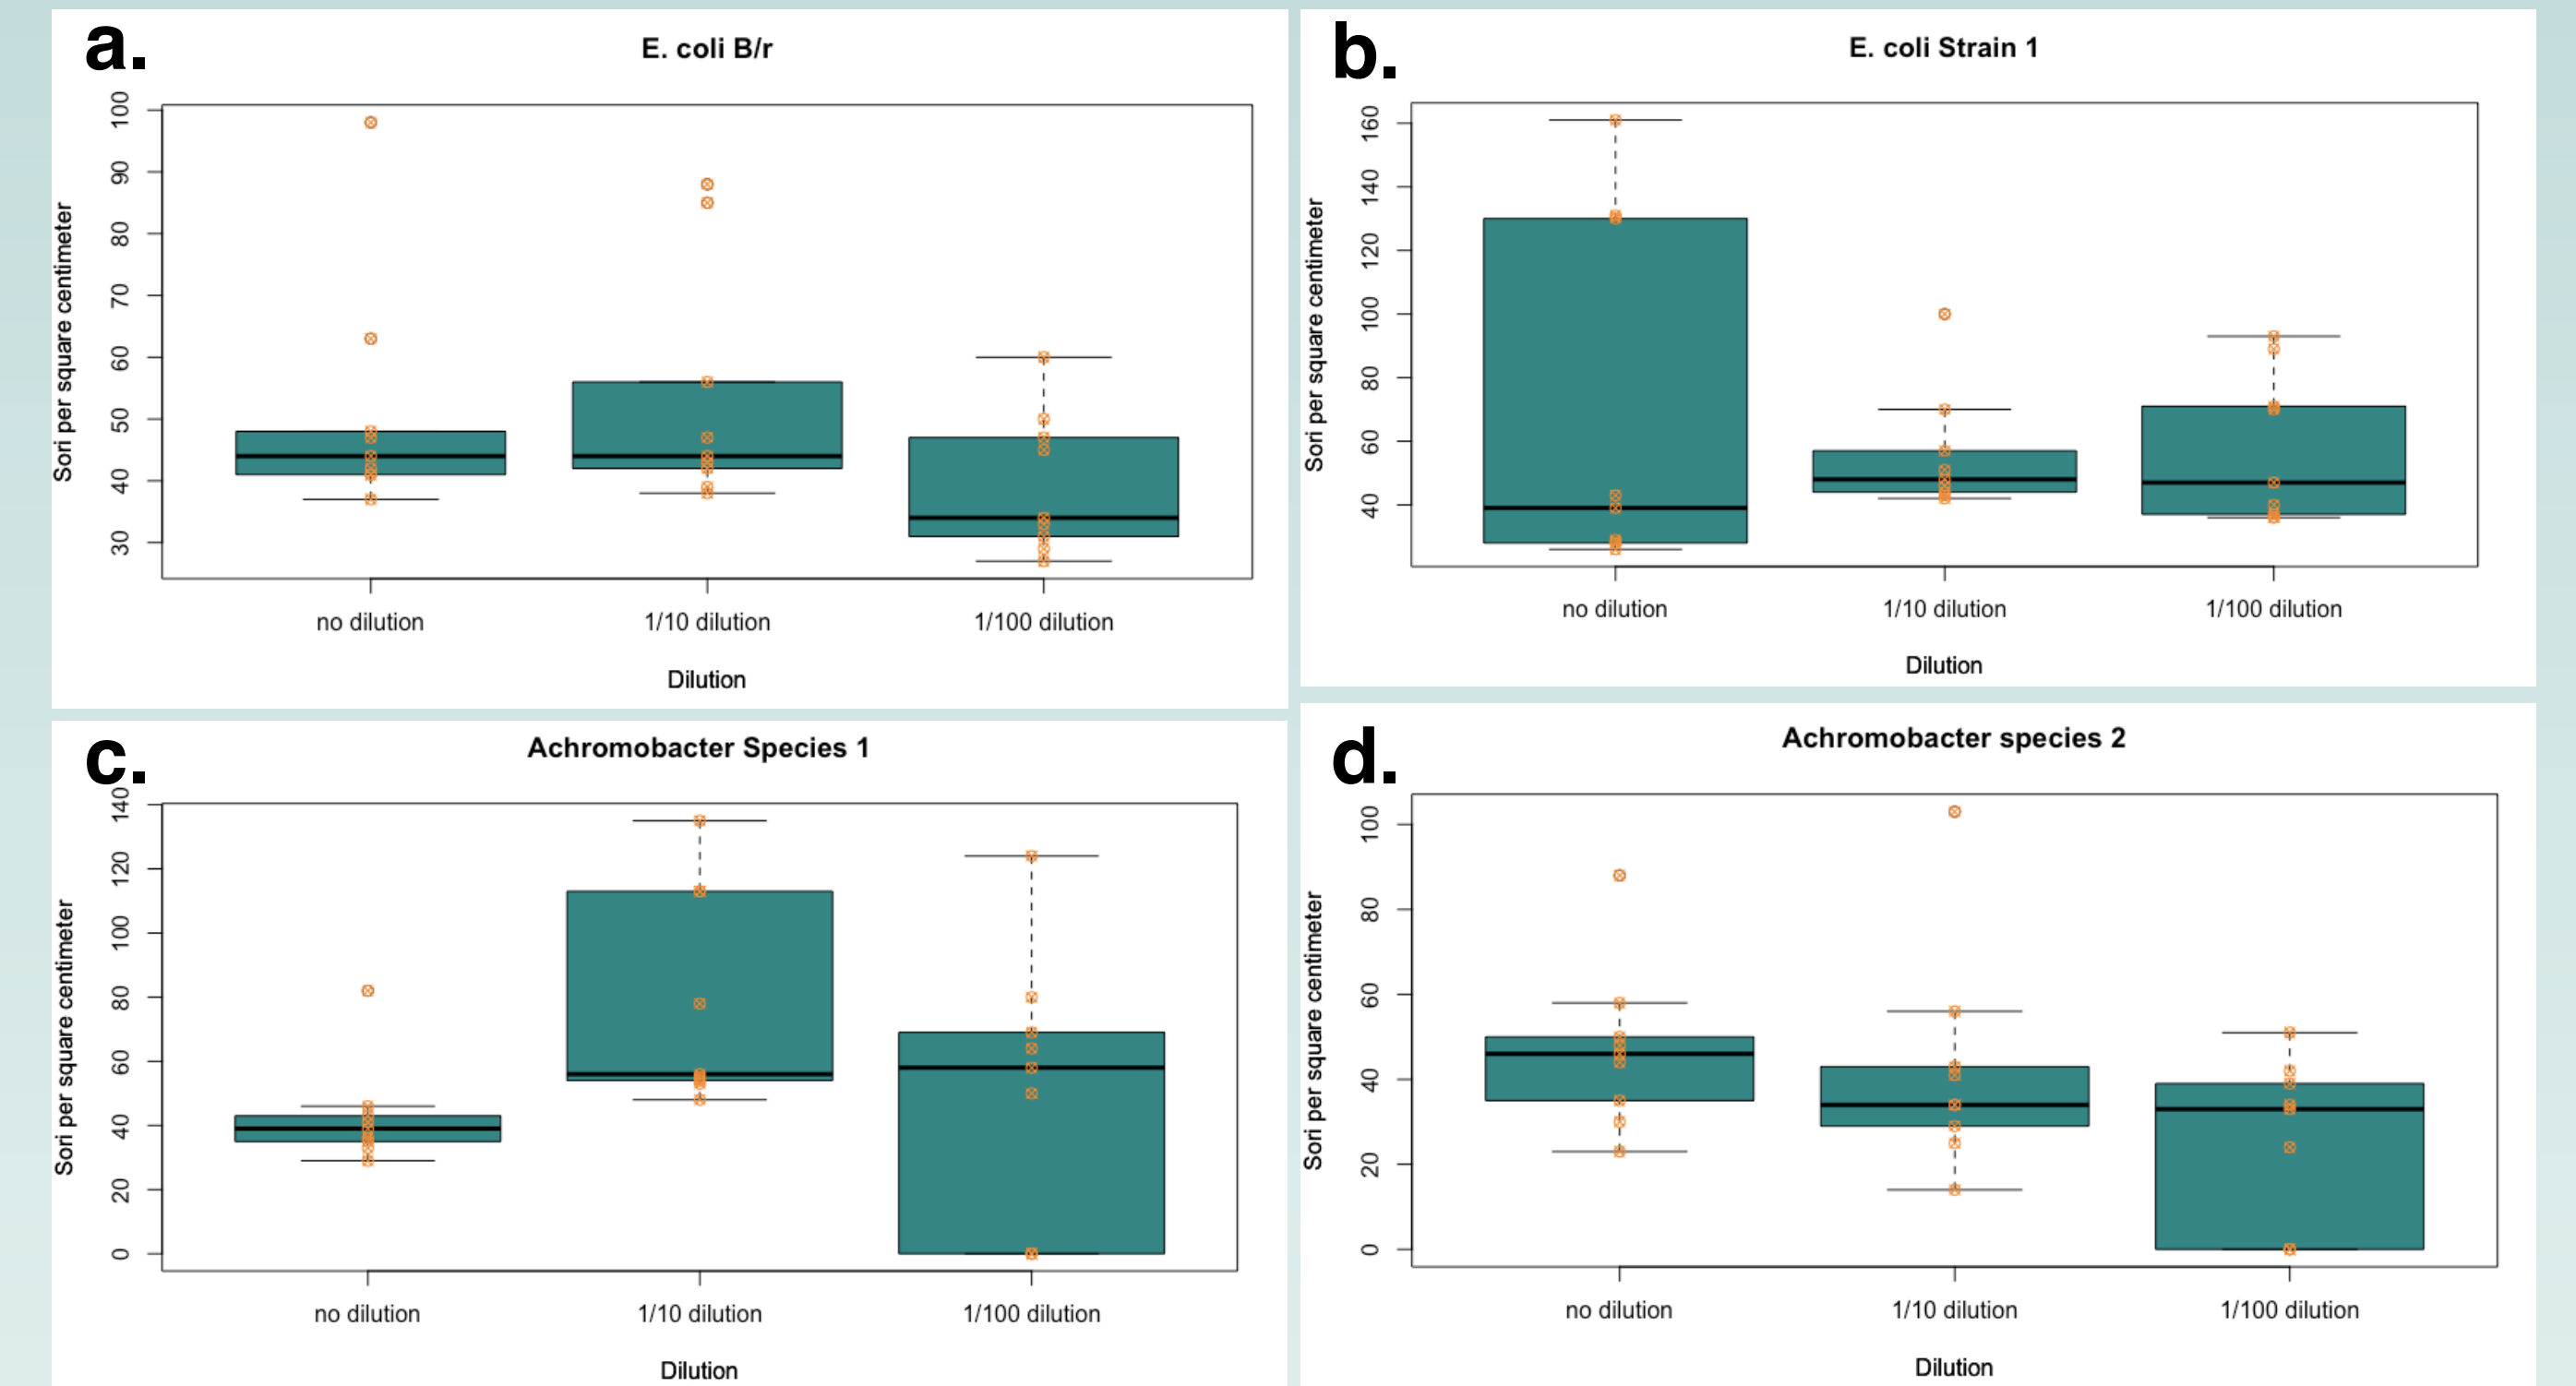 a.
E. coli B/r
Sori per square centimeter
100
90
80
70
60
50
40
30
no dilution
1/10 dilution
1/100 dilution
Dilution
b.
E. coli Strain 1
Sori per square centimeter
160
140
120
100
80
60
40
no dilution
1/10 dilution
1/100 dilution
Dilution
c.
Achromobacter Species 1
Sori per square centimeter
140
120
100
80
60
40
20
0
no dilution
1/10 dilution
1/100 dilution
Dilution
d.
Achromobacter species 2
Sori per square centimeter
100
80
60
40
20
0
no dilution
1/10 dilution
1/100 dilution
Dilution